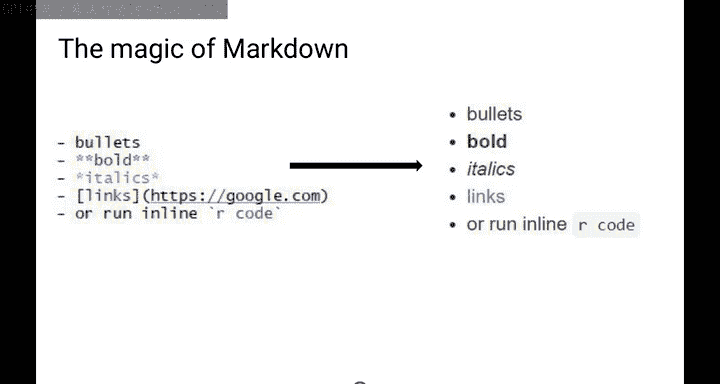 The magic of Markdown
- bullets
- **bold**
- *italics*
- [links](https://google.com)
- or run inline `r code`
• bullets
• bold
• italics
• links
• or run inline r code